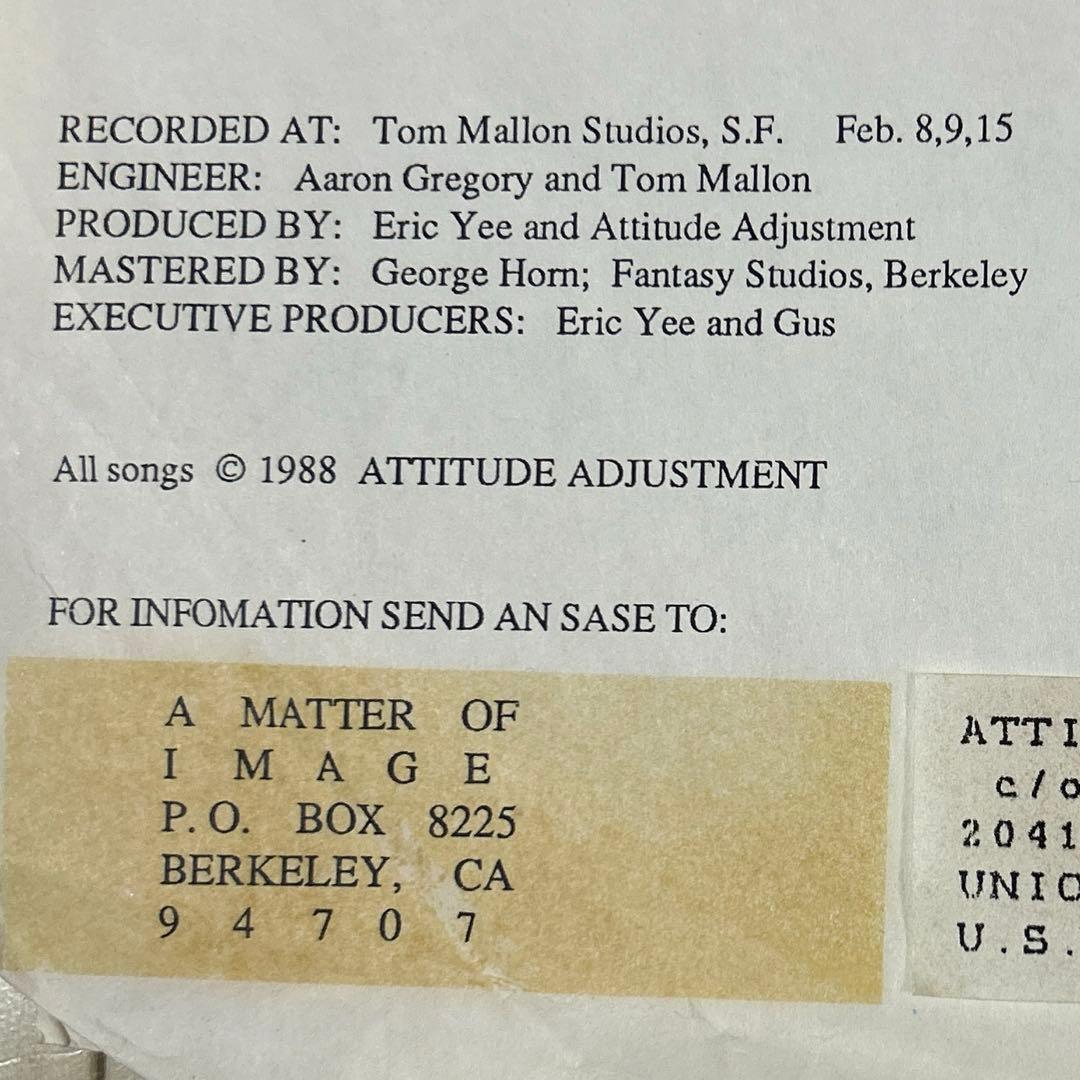 RECORDED AT: Tom Mallon Studios, S.F. Feb. 8,9,15
ENGINEER: Aaron Gregory and Tom Mallon
PRODUCED BY: Eric Yee and Attitude Adjustment
MASTERED BY: George Horn; Fantasy Studios, Berkeley
EXECUTIVE PRODUCERS: Eric Yee and Gus
All songs © 1988 ATTITUDE ADJUSTMENT
FOR INFOMATION SEND AN SASE TO:
A MATTER OF
I M A G E
P.O. BOX 8225
BERKELEY, CA
9 4 7 0 7
ATTI
c/o
2041
UNIO
U.S.